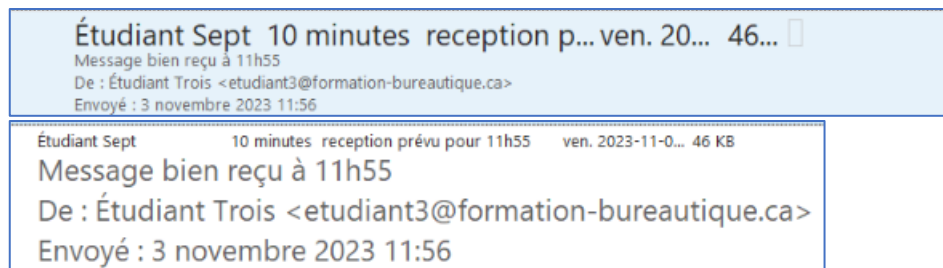 Étudiant Sept 10 minutes reception p... ven. 20... 46...
Message bien reçu à 11h55
De : Étudiant Trois <etudiant3@formation-bureautique.ca>
Envoyé : 3 novembre 2023 11:56
Étudiant Sept 10 minutes reception prévu pour 11h55 ven. 2023-11-0... 46 KB
Message bien reçu à 11h55
De : Étudiant Trois <etudiant3@formation-bureautique.ca>
Envoyé : 3 novembre 2023 11:56